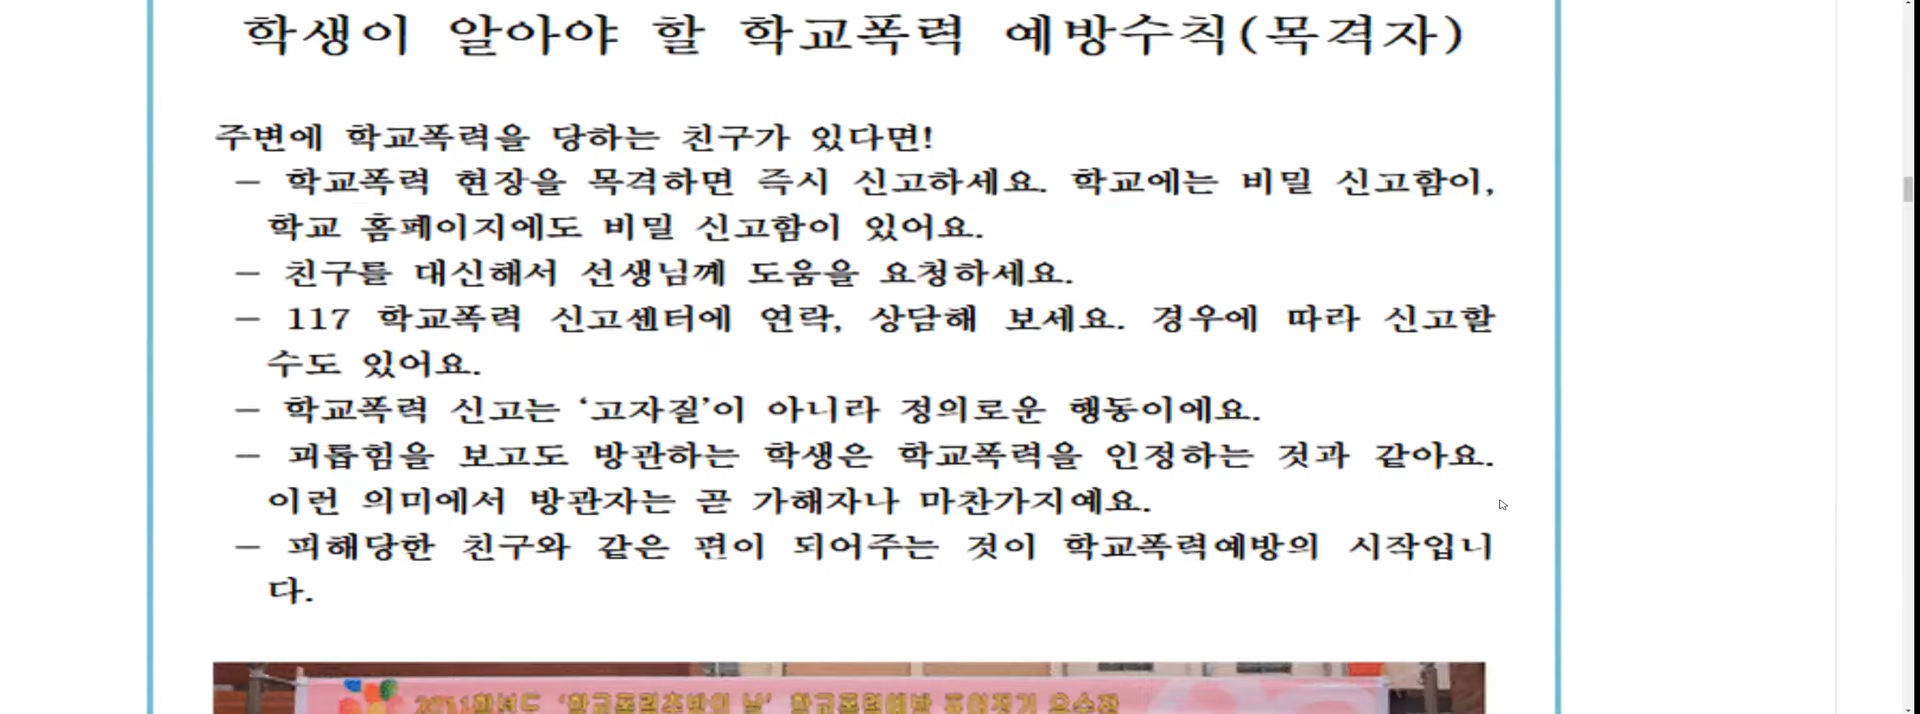 학생이 알아야 할 학교폭력 예방수칙(목격자)
주변에 학교폭력을 당하는 친구가 있다면!
- 학교폭력 현장을 목격하면 즉시 신고하세요. 학교에는 비밀 신고함이,
학교 홈페이지에도 비밀 신고함이 있어요.
- 친구를 대신해서 선생님께 도움을 요청하세요.
- 117 학교폭력 신고센터에 연락, 상담해 보세요. 경우에 따라 신고할
수도 있어요.
- 학교폭력 신고는 ‘고자질’이 아니라 정의로운 행동이에요.
- 괴롭힘을 보고도 방관하는 학생은 학교폭력을 인정하는 것과 같아요.
이런 의미에서 방관자는 곧 가해자나 마찬가지예요.
- 피해당한 친구와 같은 편이 되어주는 것이 학교폭력예방의 시작입니
다.
2011학년도